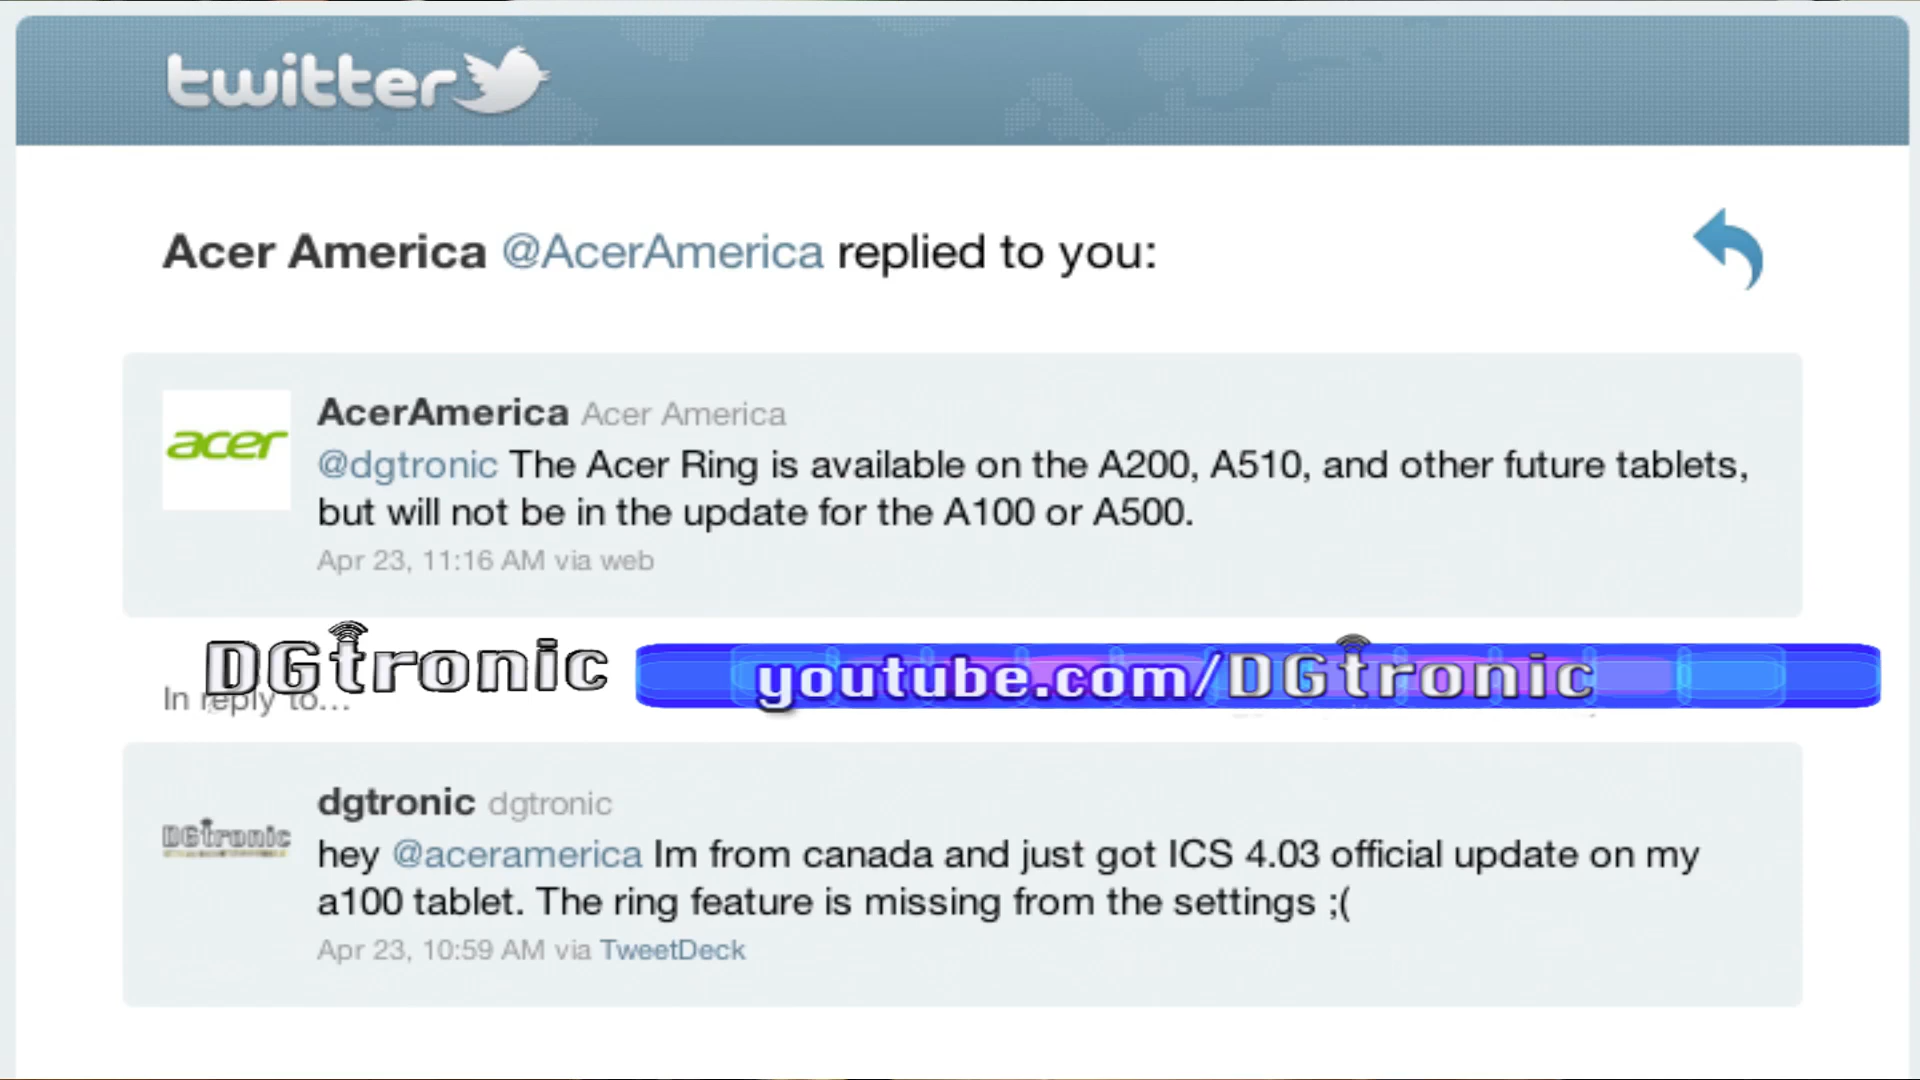 twitter
Acer America @AcerAmerica replied to you:
acer
AcerAmerica Acer America
@dgtronic The Acer Ring is available on the A200, A510, and other future tablets,
but will not be in the update for the A100 or A500.
Apr 23, 11:16 AM via web
DGtronic
youtube.com/DGtronic
In reply to...
DGtronic
dgtronic dgtronic
hey @aceramerica Im from canada and just got ICS 4.03 official update on my
a100 tablet. The ring feature is missing from the settings ;(
Apr 23, 10:59 AM via TweetDeck